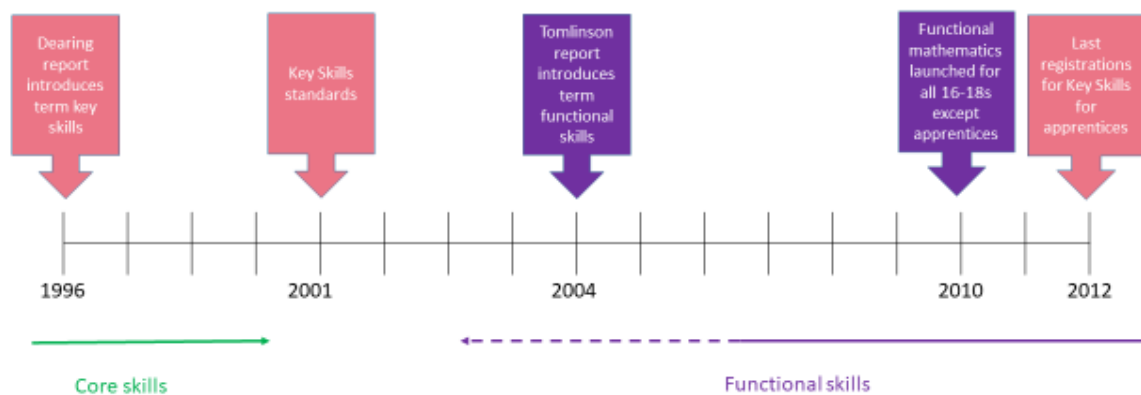 Dearing
report
introduces
term key
skills
Key Skills
standards
Tomlinson
report
introduces
term
functional
skills
Functional
mathematics
launched for
all 16-18s
except
apprentices
Last
registrations
for Key Skills
for
apprentices
1996
2001
2004
2010
2012
Core skills
Functional skills